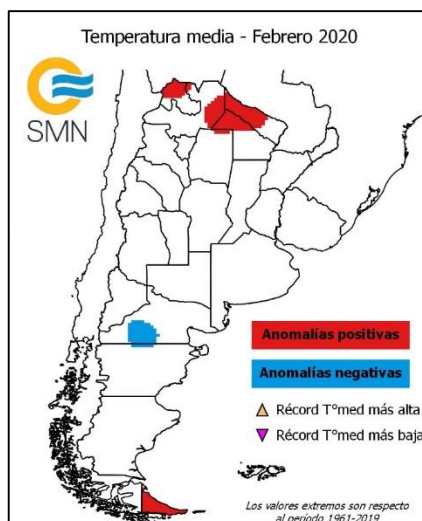 Temperatura media - Febrero 2020
SMN
Anomalías positivas
Anomalías negativas
Récord T°med más alta
Récord T°med más baja
Los valores extremos son respecto
al período 1961-2019